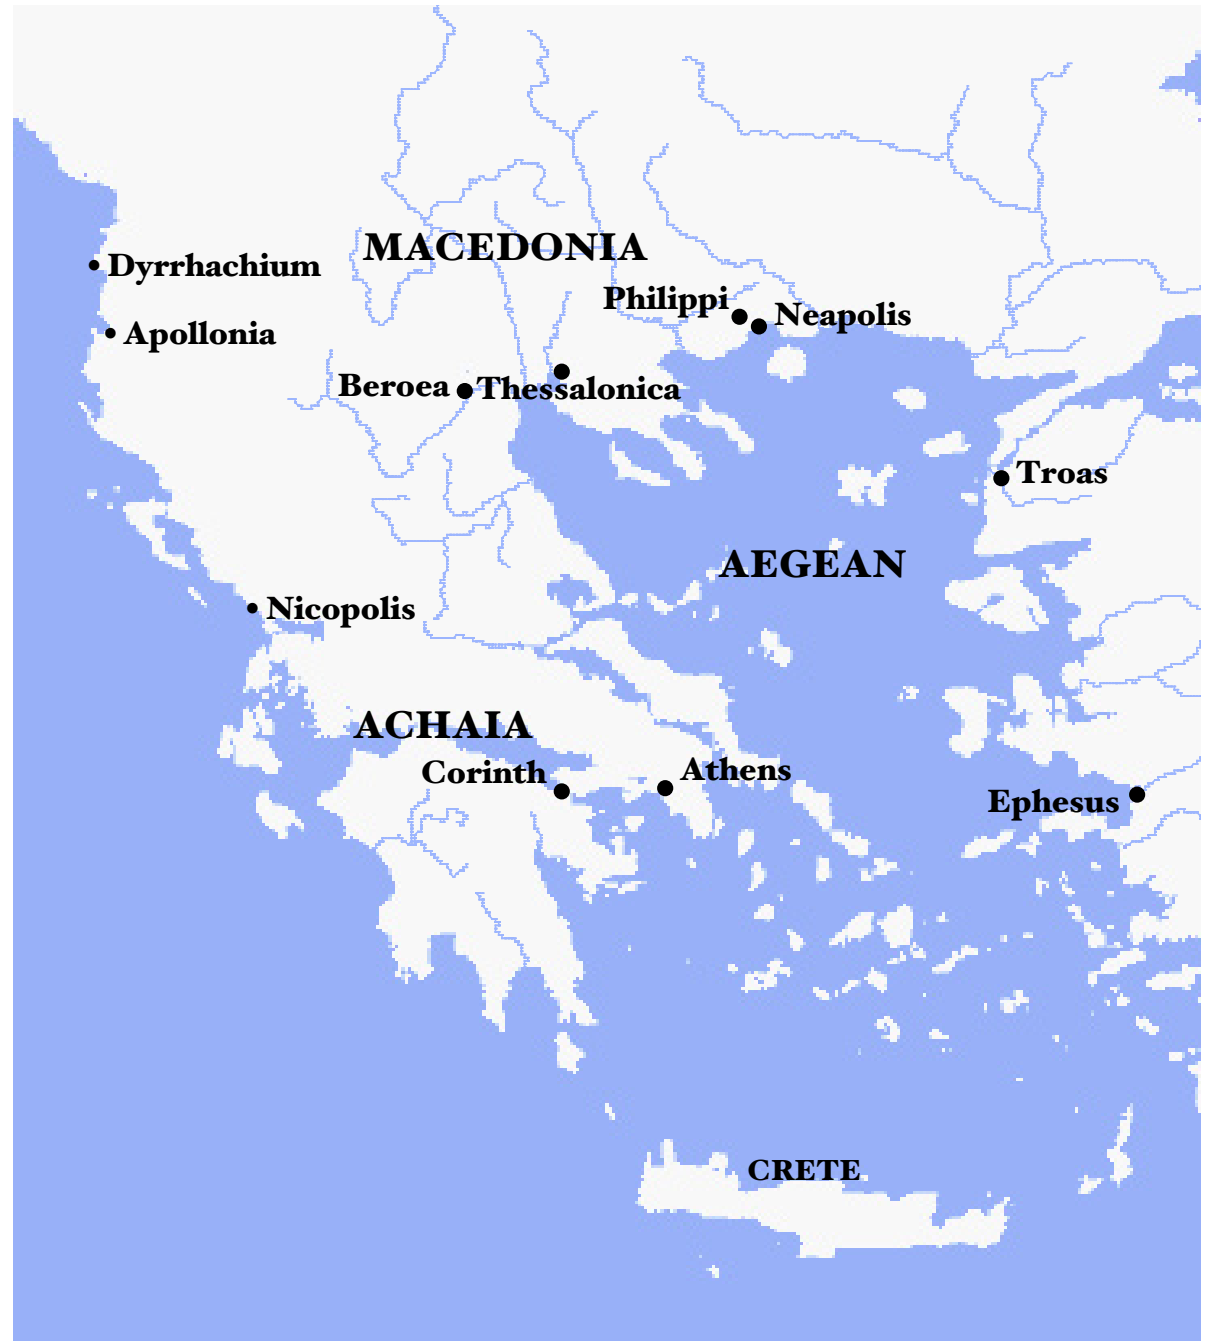 MACEDONIA
Dyrrhachium
Philippi
Neapolis
Apollonia
Beroea
Thessalonica
Troas
AEGEAN
Nicopolis
ACHAIA
Corinth
Athens
Ephesus
CRETE